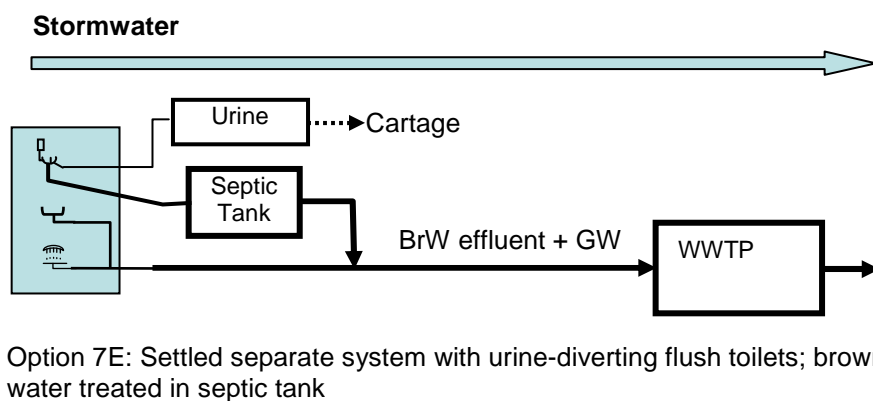 Stormwater
Urine
Cartage
Septic
Tank
BrW effluent + GW
WWTP
Option 7E: Settled separate system with urine-diverting flush toilets; brown
water treated in septic tank